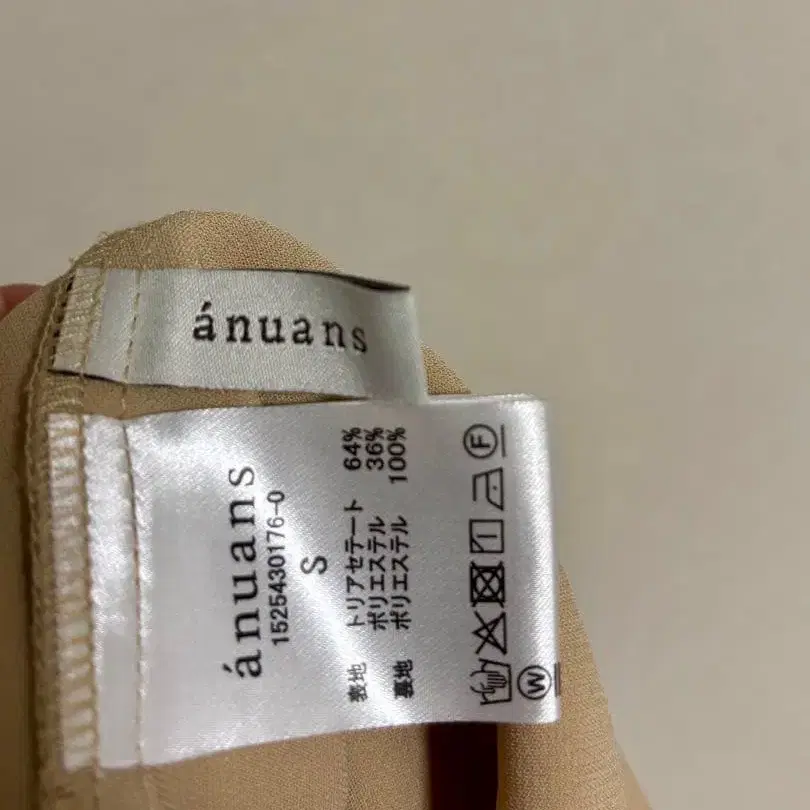 ánuans
ánuans
1525430176-0
S
表地 トリアセテート 64%
ポリエステル 36%
裏地 ポリエステル 100%
W
F